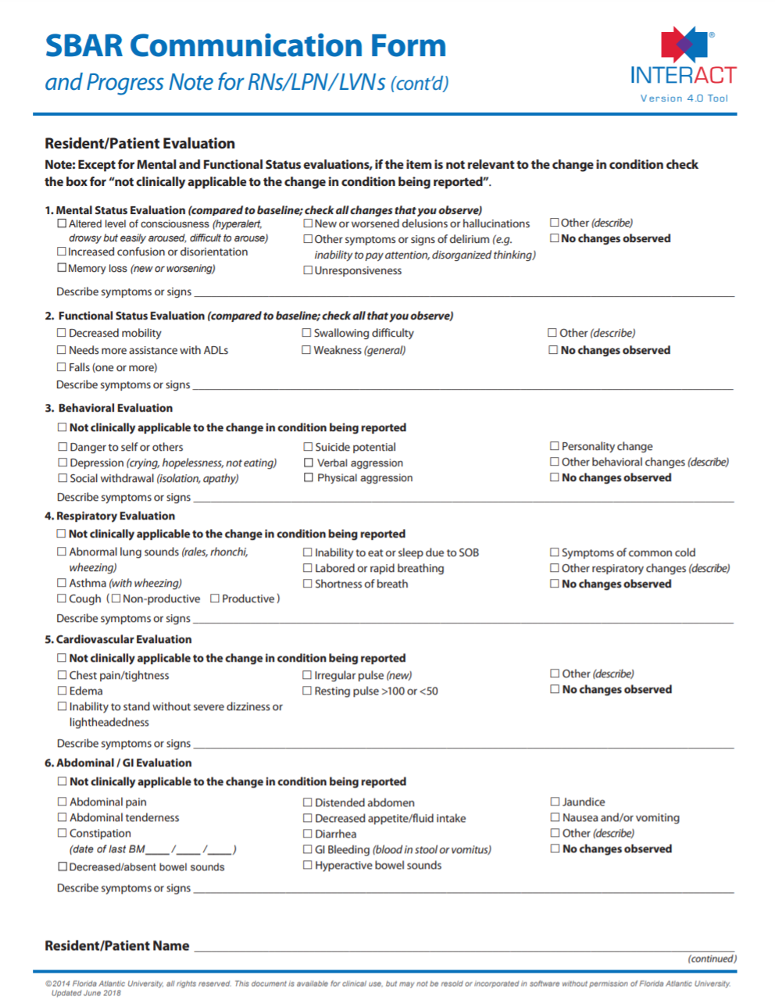 SBAR Communication Form
and Progress Note for RNs/LPN/LVNs (cont’d)
®
INTERACT
Version 4.0 Tool
Resident/Patient Evaluation
Note: Except for Mental and Functional Status evaluations, if the item is not relevant to the change in condition check
the box for “not clinically applicable to the change in condition being reported”.
1. Mental Status Evaluation (compared to baseline; check all changes that you observe)
☐ Altered level of consciousness (hyperalert,
drowsy but easily aroused, difficult to arouse)
☐ Increased confusion or disorientation
☐ Memory loss (new or worsening)
☐ New or worsened delusions or hallucinations
☐ Other symptoms or signs of delirium (e.g.
inability to pay attention, disorganized thinking)
☐ Unresponsiveness
☐ Other (describe)
☐ No changes observed
Describe symptoms or signs
2. Functional Status Evaluation (compared to baseline; check all that you observe)
☐ Decreased mobility
☐ Needs more assistance with ADLs
☐ Falls (one or more)
☐ Swallowing difficulty
☐ Weakness (general)
☐ Other (describe)
☐ No changes observed
Describe symptoms or signs
3. Behavioral Evaluation
☐ Not clinically applicable to the change in condition being reported
☐ Danger to self or others
☐ Depression (crying, hopelessness, not eating)
☐ Social withdrawal (isolation, apathy)
☐ Suicide potential
☐ Verbal aggression
☐ Physical aggression
☐ Personality change
☐ Other behavioral changes (describe)
☐ No changes observed
Describe symptoms or signs
4. Respiratory Evaluation
☐ Not clinically applicable to the change in condition being reported
☐ Abnormal lung sounds (rales, rhonchi,
wheezing)
☐ Asthma (with wheezing)
☐ Cough (☐ Non-productive ☐ Productive )
☐ Inability to eat or sleep due to SOB
☐ Labored or rapid breathing
☐ Shortness of breath
☐ Symptoms of common cold
☐ Other respiratory changes (describe)
☐ No changes observed
Describe symptoms or signs
5. Cardiovascular Evaluation
☐ Not clinically applicable to the change in condition being reported
☐ Chest pain/tightness
☐ Edema
☐ Inability to stand without severe dizziness or
lightheadedness
☐ Irregular pulse (new)
☐ Resting pulse >100 or <50
☐ Other (describe)
☐ No changes observed
Describe symptoms or signs
6. Abdominal / GI Evaluation
☐ Not clinically applicable to the change in condition being reported
☐ Abdominal pain
☐ Abdominal tenderness
☐ Constipation
(date of last BM____ /____ /____ )
☐ Decreased/absent bowel sounds
☐ Distended abdomen
☐ Decreased appetite/fluid intake
☐ Diarrhea
☐ GI Bleeding (blood in stool or vomitus)
☐ Hyperactive bowel sounds
☐ Jaundice
☐ Nausea and/or vomiting
☐ Other (describe)
☐ No changes observed
Describe symptoms or signs
Resident/Patient Name
(continued)
©2014 Florida Atlantic University, all rights reserved. This document is available for clinical use, but may not be resold or incorporated in software without permission of Florida Atlantic University.
Updated June 2018